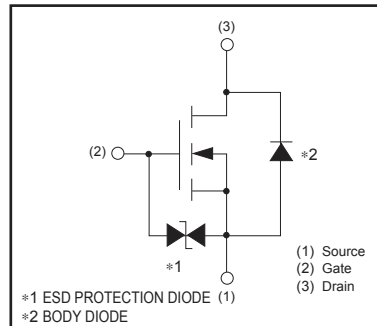 (3)
(2)
∗2
∗1
(1)
(1) Source
(2) Gate
(3) Drain
∗1 ESD PROTECTION DIODE
∗2 BODY DIODE